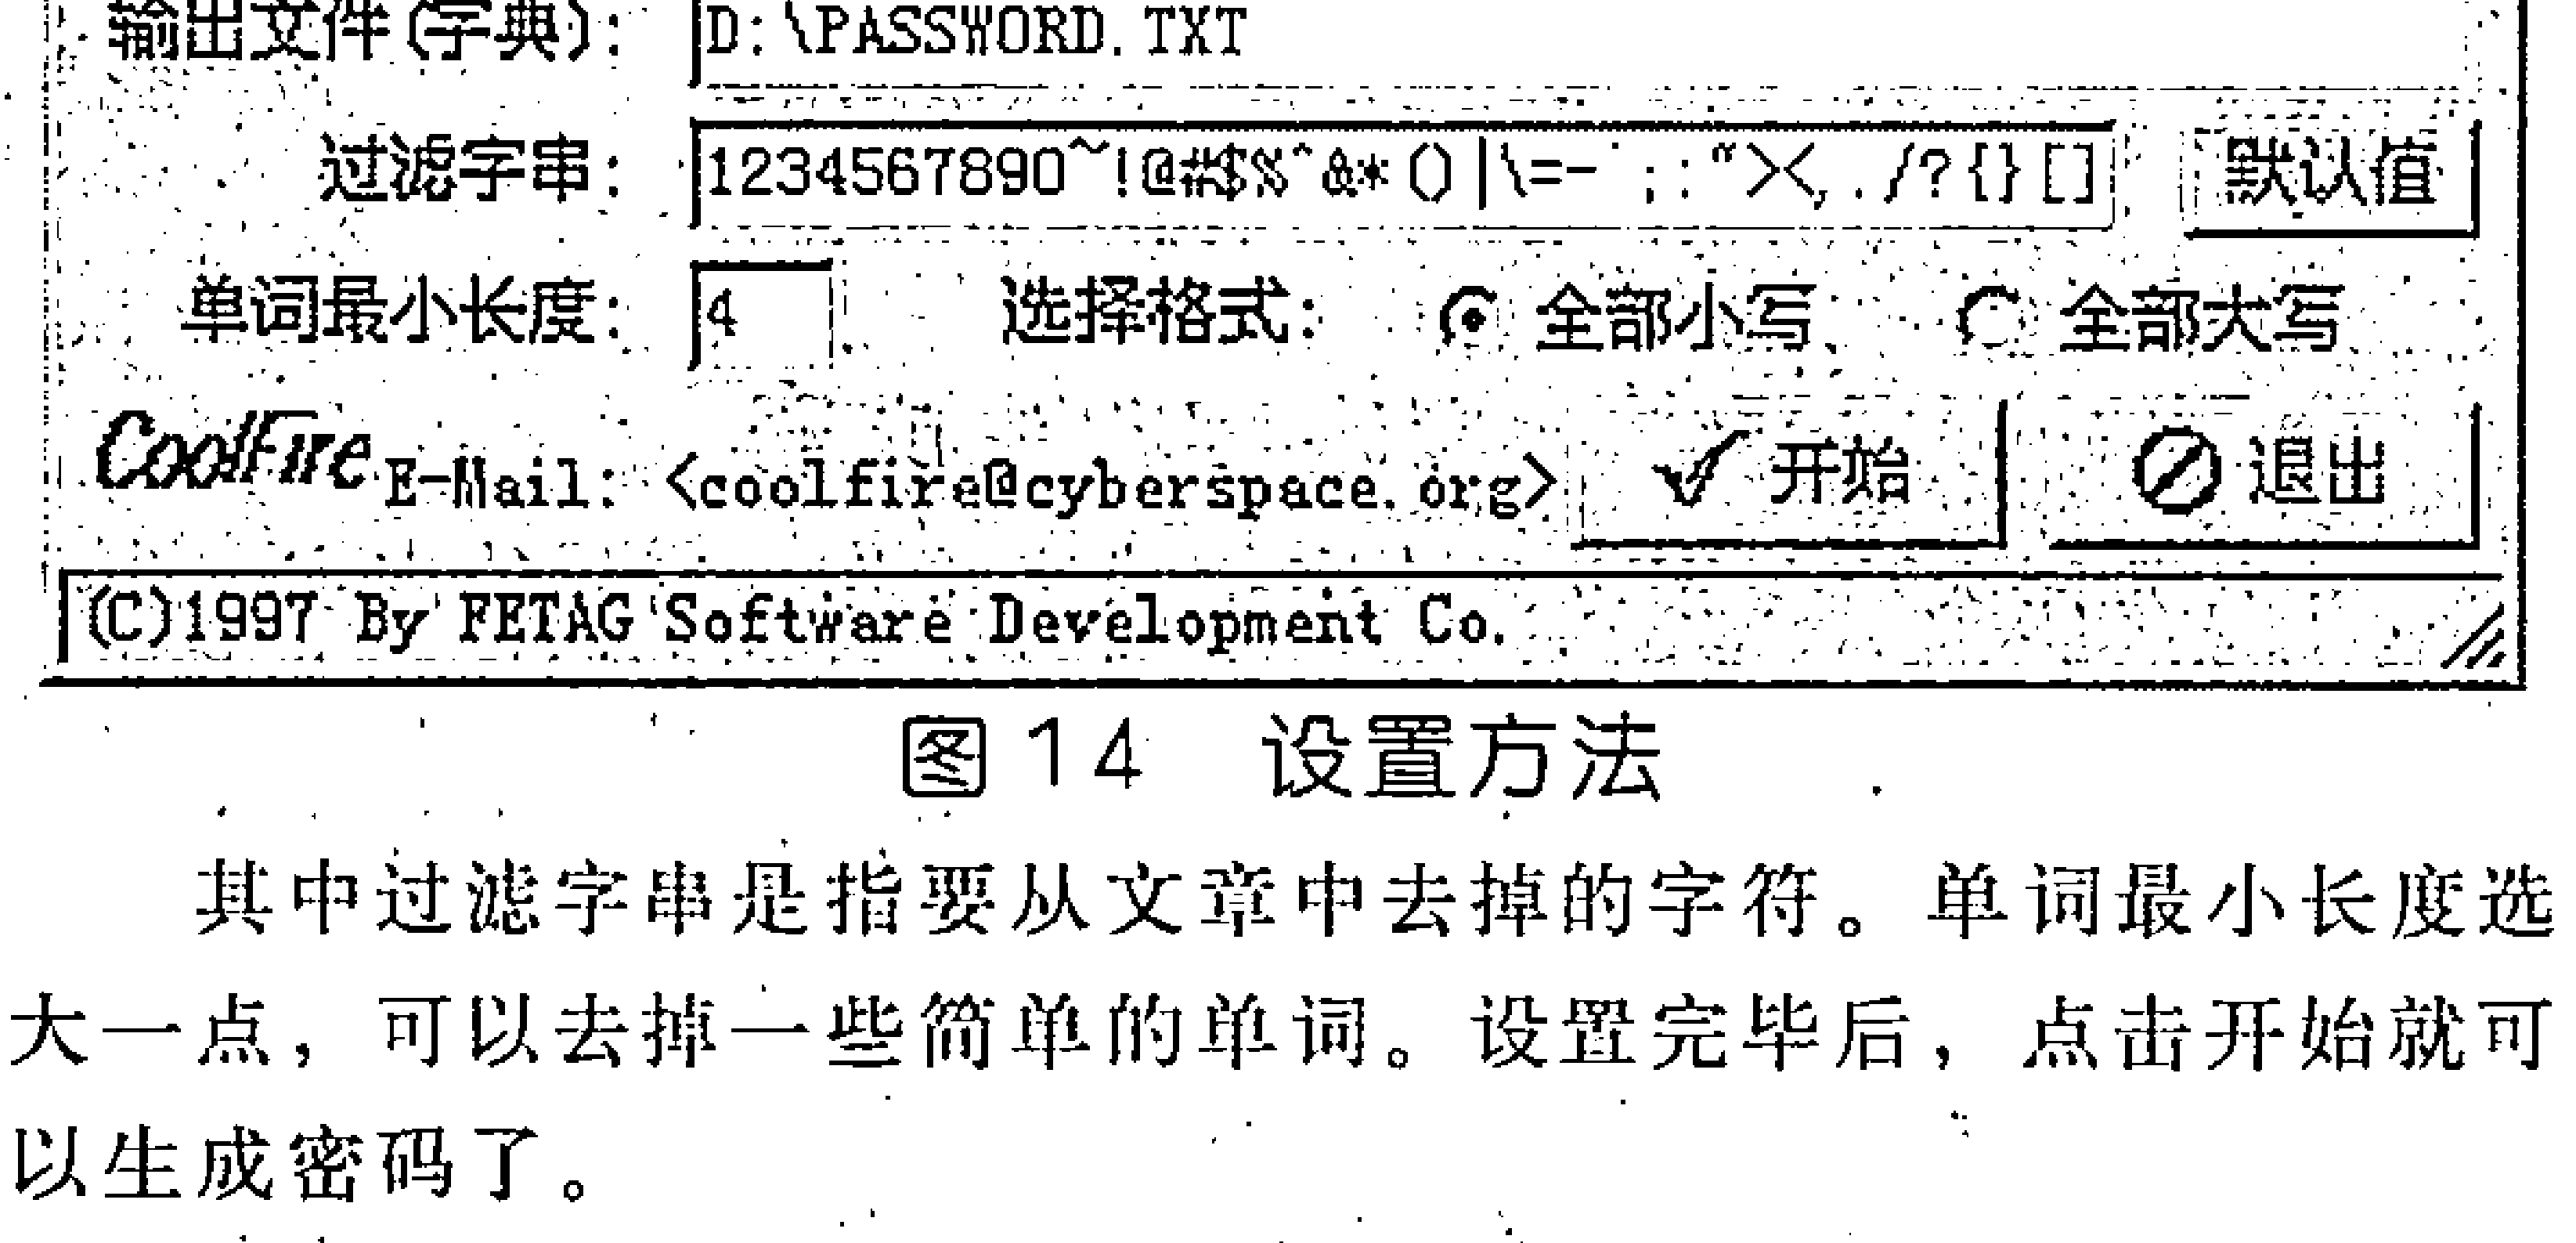 输出文件(字典): D:\PASSWORD.TXT
过滤字串: 1234567890~!@#$%^&*()|\=-`;:"><,./?{}[] 默认值
单词最小长度: 4 选择格式: 全部小写 全部大写
CoolFire E-Mail: <coolfire@cyberspace.org> 开始 退出
(C)1997 By FETAG Software Development Co.
图14 设置方法
其中过滤字串是指要从文章中去掉的字符。单词最小长度选
大一点，可以去掉一些简单的单词。设置完毕后，点击开始就可
以生成密码了。